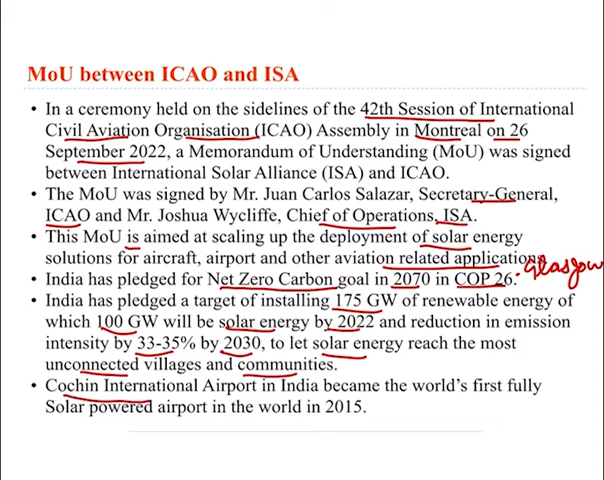 MoU between ICAO and ISA
• In a ceremony held on the sidelines of the 42th Session of International
Civil Aviation Organisation (ICAO) Assembly in Montreal on 26
September 2022, a Memorandum of Understanding (MoU) was signed
between International Solar Alliance (ISA) and ICAO.
• The MoU was signed by Mr. Juan Carlos Salazar, Secretary-General,
ICAO and Mr. Joshua Wycliffe, Chief of Operations, ISA.
• This MoU is aimed at scaling up the deployment of solar energy
solutions for aircraft, airport and other aviation related applications.
• India has pledged for Net Zero Carbon goal in 2070 in COP 26. Glasgow
• India has pledged a target of installing 175 GW of renewable energy of
which 100 GW will be solar energy by 2022 and reduction in emission
intensity by 33-35% by 2030, to let solar energy reach the most
unconnected villages and communities.
• Cochin International Airport in India became the world's first fully
Solar powered airport in the world in 2015.